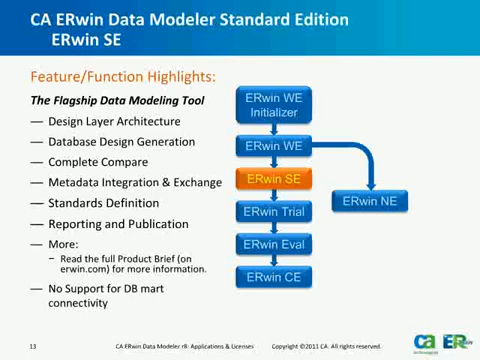 CA ERwin Data Modeler Standard Edition
ERwin SE
Feature/Function Highlights:
The Flagship Data Modeling Tool
— Design Layer Architecture
— Database Design Generation
— Complete Compare
— Metadata Integration & Exchange
— Standards Definition
— Reporting and Publication
— More:
– Read the full Product Brief (on
erwin.com) for more information.
— No Support for DB mart
connectivity
ERwin WE
Initializer
ERwin WE
ERwin SE
ERwin Trial
ERwin Eval
ERwin CE
ERwin NE
13
CA ERwin Data Modeler r8: Applications & Licenses
Copyright ©2011 CA. All rights reserved.
ca
technologies
ER